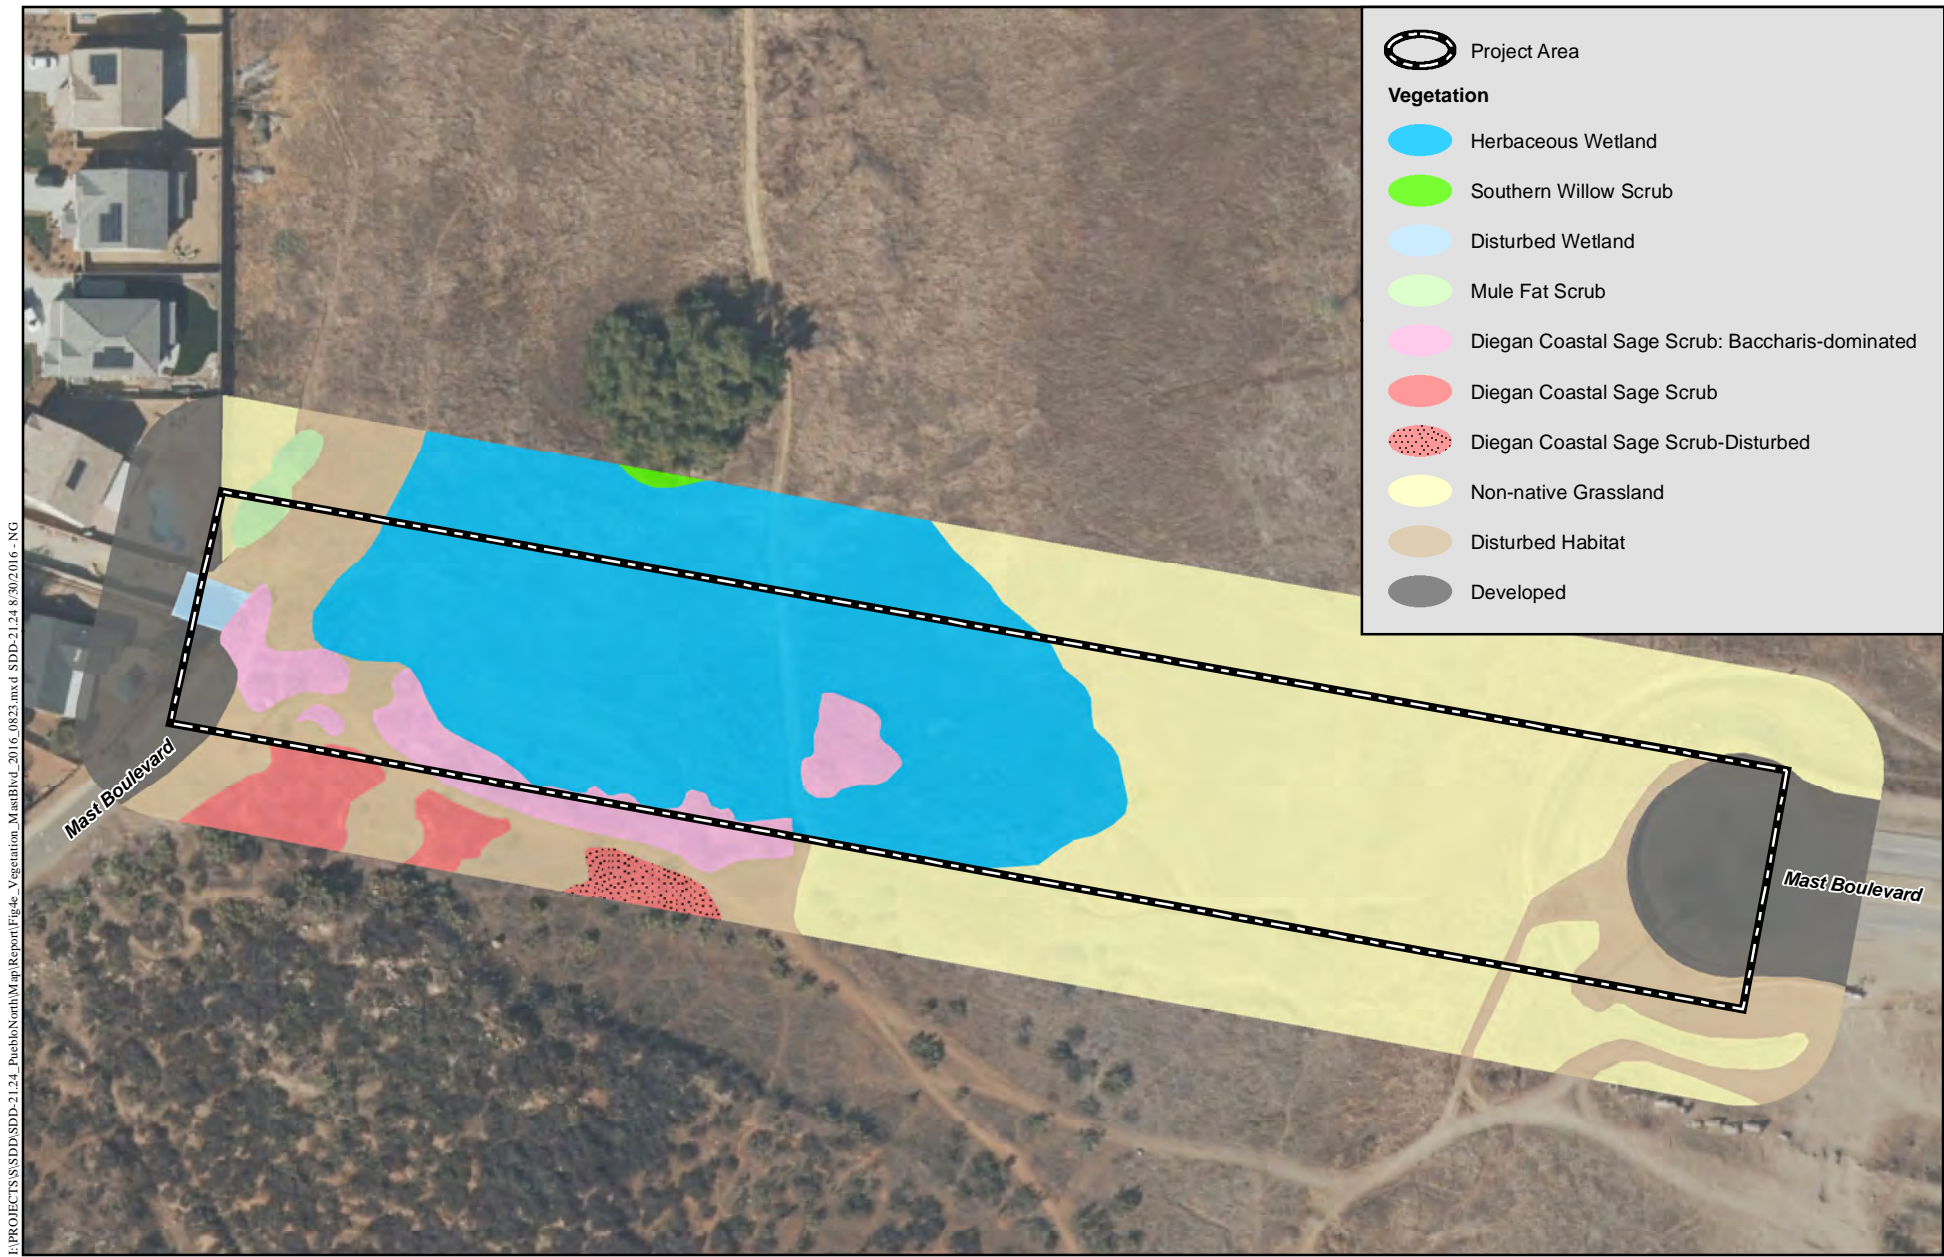 Project Area
Vegetation
Herbaceous Wetland
Southern Willow Scrub
Disturbed Wetland
Mule Fat Scrub
Diegan Coastal Sage Scrub: Baccharis-dominated
Diegan Coastal Sage Scrub
Diegan Coastal Sage Scrub-Disturbed
Non-native Grassland
Disturbed Habitat
Developed
Mast Boulevard
Mast Boulevard
I:\PROJECTS\S\SDD\SDD-21.24_PuebloNorth\Map\Report\Fig4e_Vegetation_MastBlvd_2016_0823.mxd SDD-21.24 8/30/2016 - NG